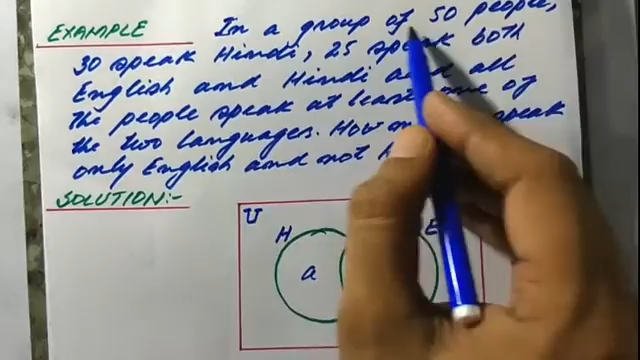 EXAMPLE In a group of 50 people,
30 speak Hindi, 25 speak both
English and Hindi and all
the people speak at least one of
the two languages. How speak
only English and not
SOLUTION:-
U
H E
a